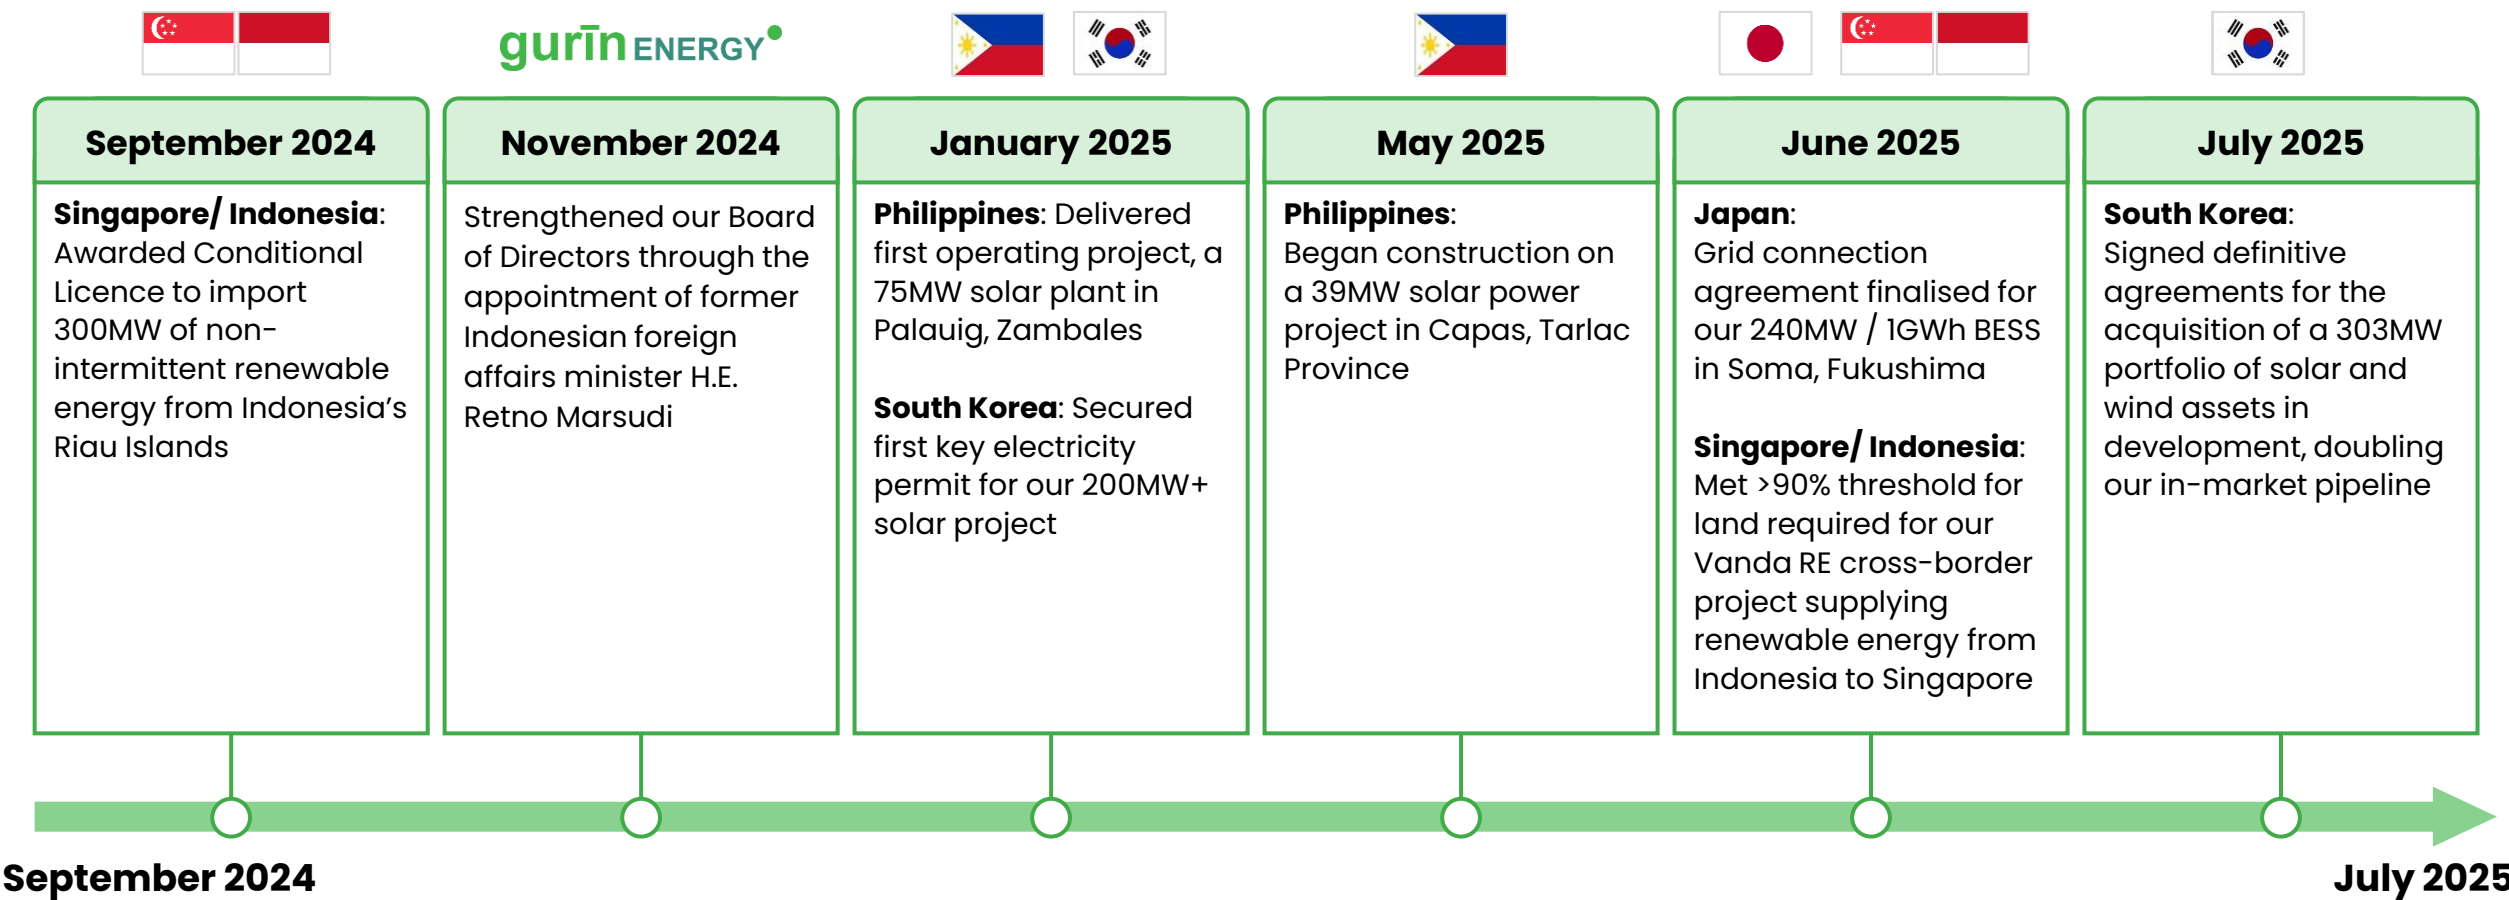 gurīn ENERGY
September 2024
Singapore/ Indonesia:
Awarded Conditional
Licence to import
300MW of non-
intermittent renewable
energy from Indonesia’s
Riau Islands
November 2024
Strengthened our Board
of Directors through the
appointment of former
Indonesian foreign
affairs minister H.E.
Retno Marsudi
January 2025
Philippines: Delivered
first operating project, a
75MW solar plant in
Palauig, Zambales
South Korea: Secured
first key electricity
permit for our 200MW+
solar project
May 2025
Philippines:
Began construction on
a 39MW solar power
project in Capas, Tarlac
Province
June 2025
Japan:
Grid connection
agreement finalised for
our 240MW / 1GWh BESS
in Soma, Fukushima
Singapore/ Indonesia:
Met >90% threshold for
land required for our
Vanda RE cross-border
project supplying
renewable energy from
Indonesia to Singapore
July 2025
South Korea:
Signed definitive
agreements for the
acquisition of a 303MW
portfolio of solar and
wind assets in
development, doubling
our in-market pipeline
September 2024
July 2025